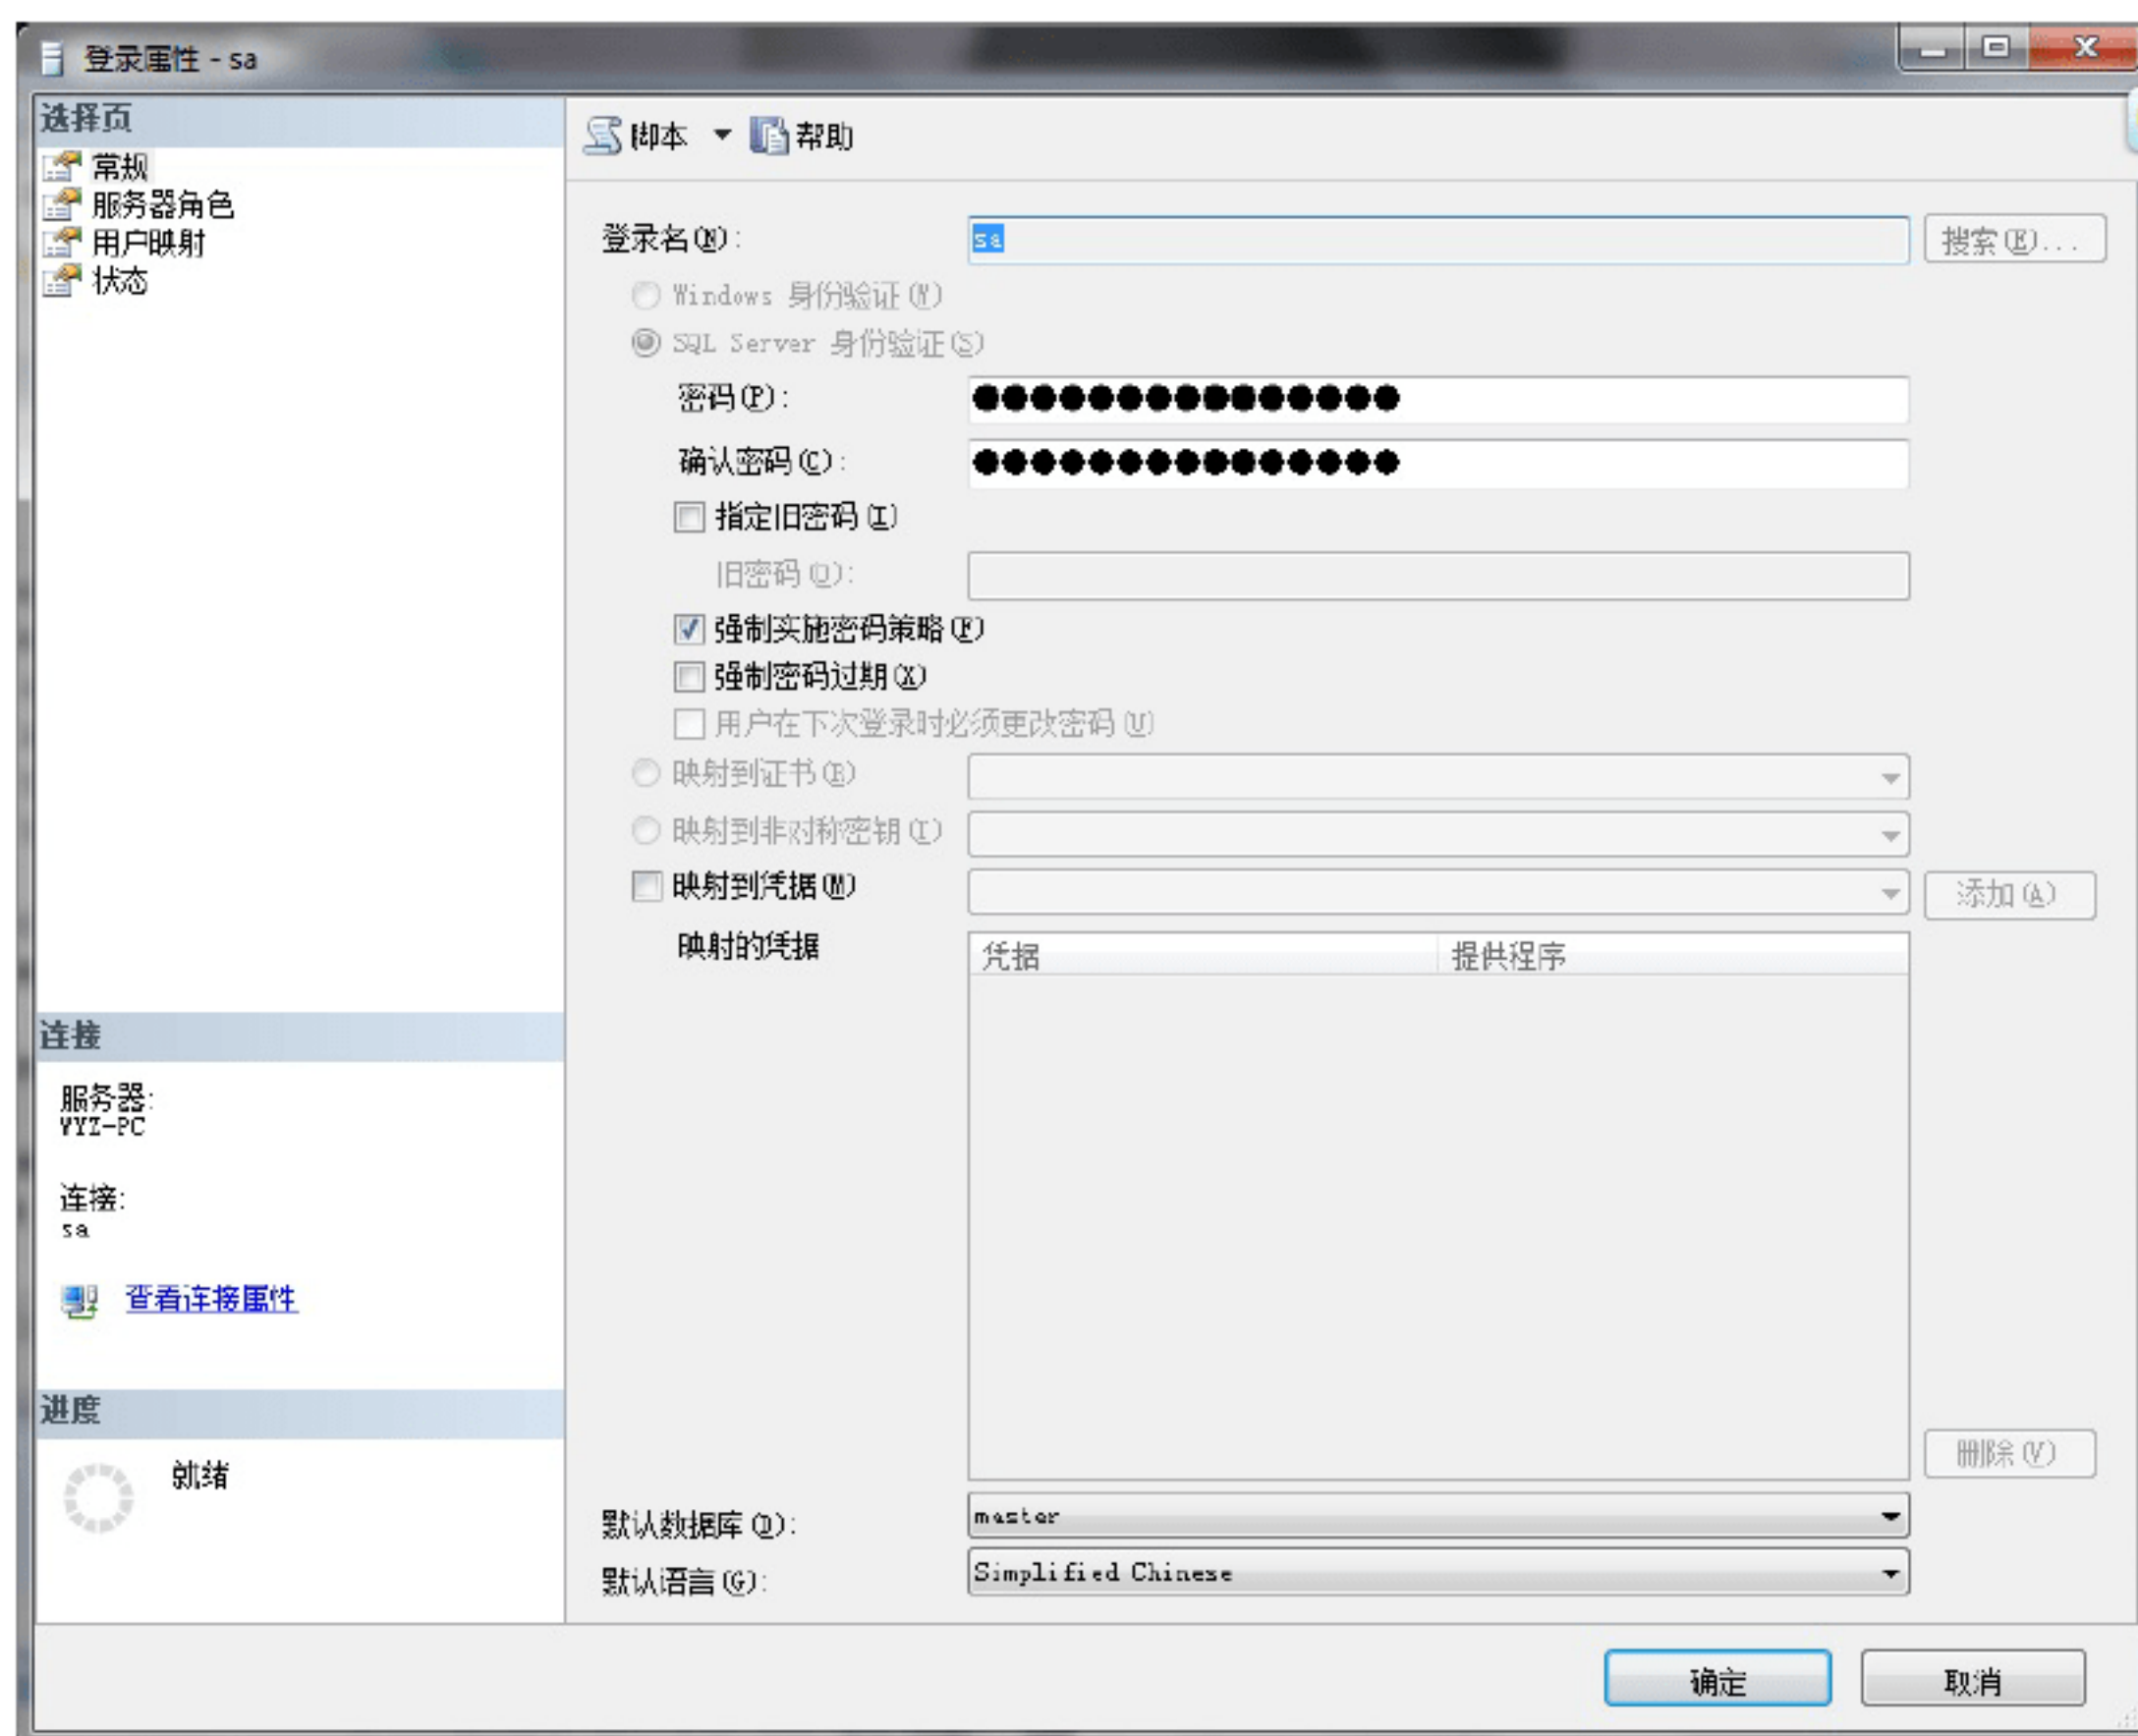 登录属性 - sa
选择页
常规
服务器角色
用户映射
状态
脚本 帮助
登录名(N): sa 搜索(E)...
Windows 身份验证(W)
SQL Server 身份验证(S)
密码(P): ●●●●●●●●●●●●●●●
确认密码(C): ●●●●●●●●●●●●●●●
指定旧密码(I)
旧密码(O):
强制实施密码策略(F)
强制密码过期(X)
用户在下次登录时必须更改密码(U)
映射到证书(R)
映射到非对称密钥(T)
映射到凭据(M) 添加(A)
映射的凭据 凭据 提供程序
删除(V)
默认数据库(D): master
默认语言(G): Simplified Chinese
连接
服务器:
YYZ-PC
连接:
sa
查看连接属性
进度
就绪
确定 取消